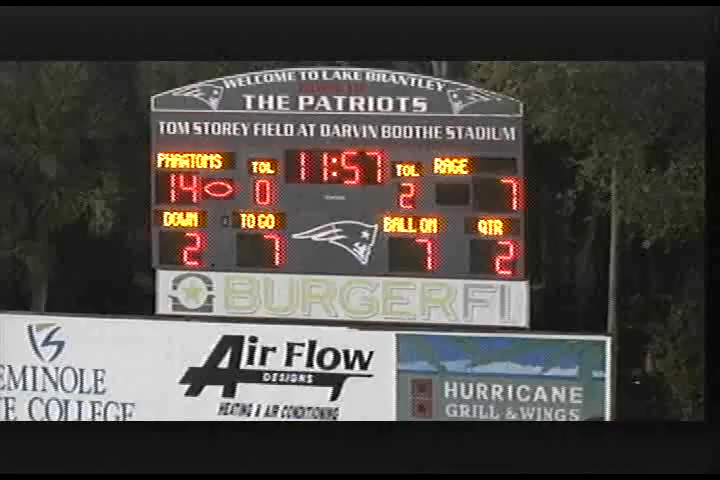 WELCOME TO LAKE BRANTLEY
THE PATRIOTS
TOM STOREY FIELD AT DARVIN BOOTHE STADIUM
PHANTOMS TOL 11:57 TOL RAGE
14 0 2 7
DOWN TO GO BALL ON QTR
2 7 7 2
BURGERFI
EMINOLE
E COLLEGE
Air Flow
DESIGNS
HEATING & AIR CONDITIONING
HURRICANE
GRILL & WINGS